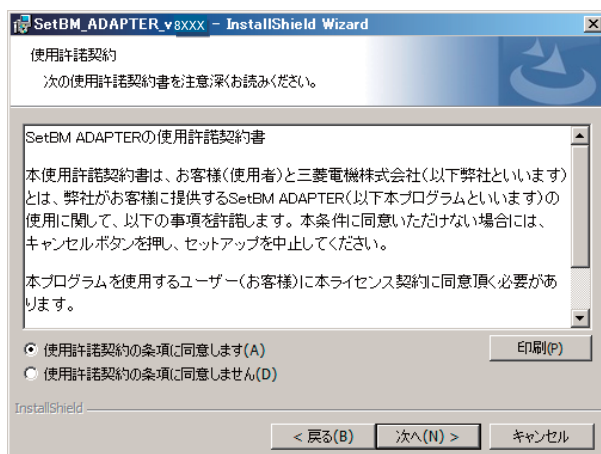 SetBM_ADAPTER_v8XXX - InstallShield Wizard
使用許諾契約
次の使用許諾契約書を注意深くお読みください。
SetBM ADAPTERの使用許諾契約書
本使用許諾契約書は、お客様(使用者)と三菱電機株式会社(以下弊社といいます)
とは、弊社がお客様に提供するSetBM ADAPTER(以下本プログラムといいます)の
使用に関して、以下の事項を許諾します。本条件に同意いただけない場合には、
キャンセルボタンを押し、セットアップを中止してください。
本プログラムを使用するユーザー(お客様)に本ライセンス契約に同意頂く必要があ
ります。
使用許諾契約の条項に同意します(A)
印刷(P)
使用許諾契約の条項に同意しません(D)
InstallShield
< 戻る(B)
次へ(N) >
キャンセル